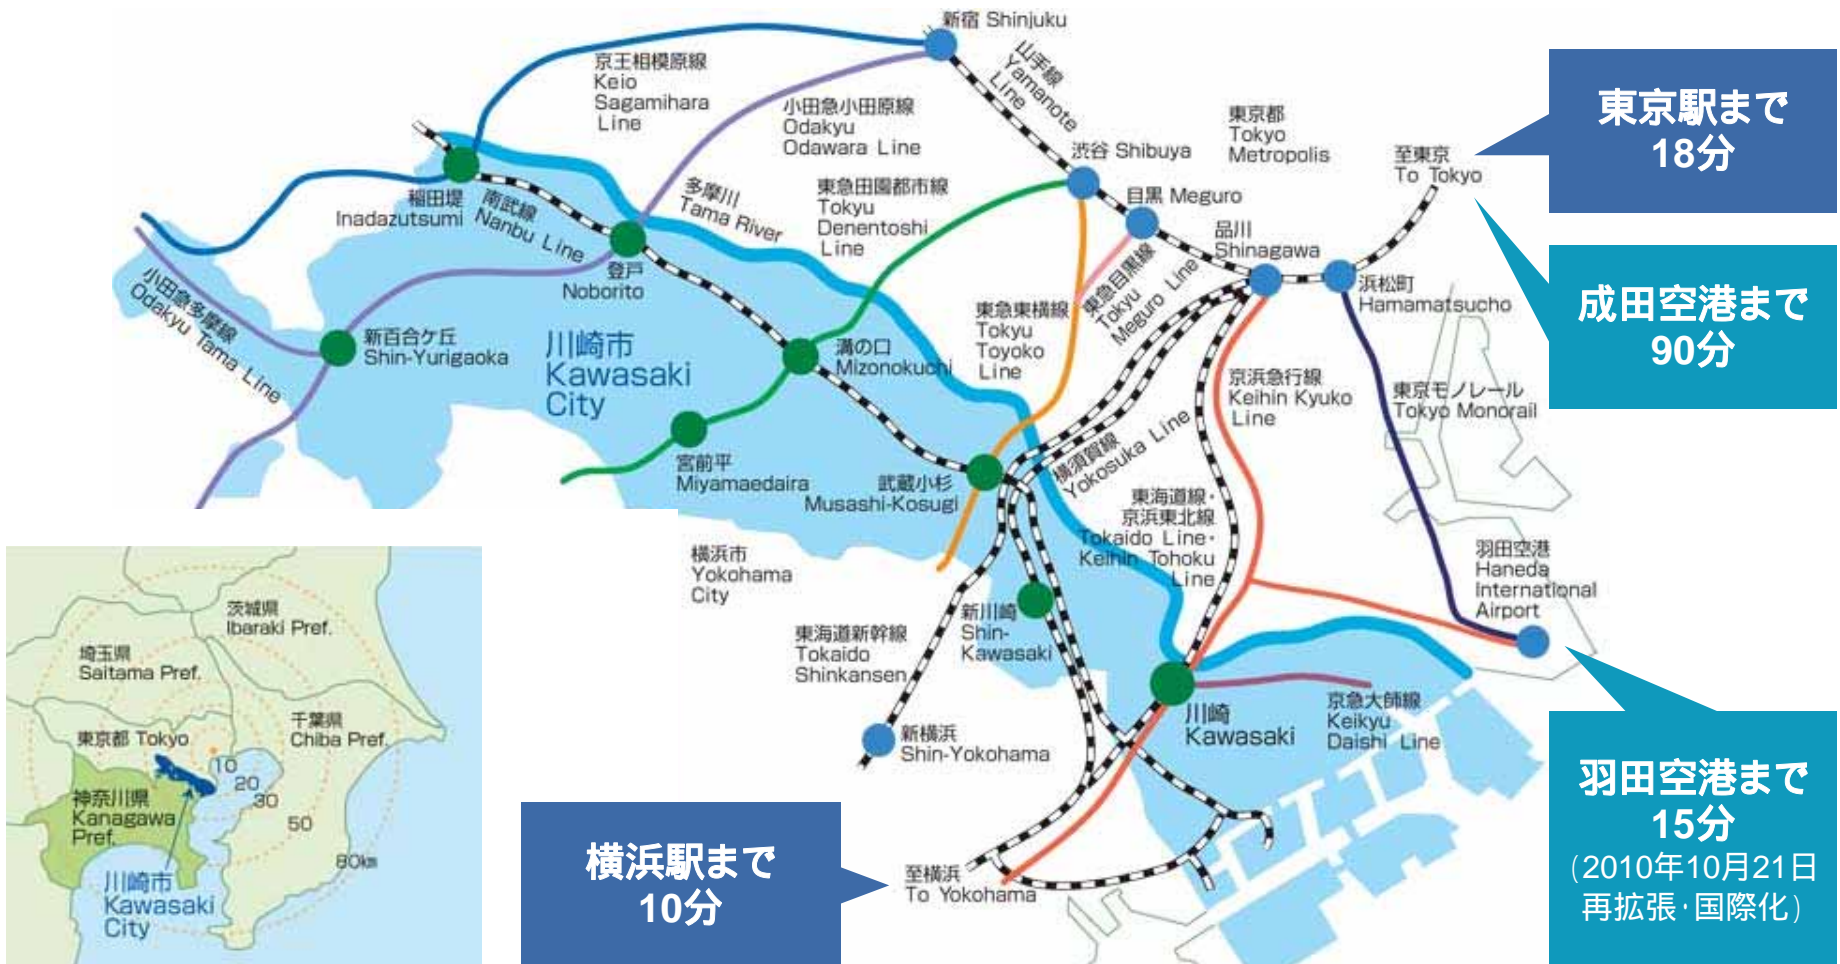 新宿 Shinjuku
京王相模原線
Keio
Sagamihara
Line
山手線
Yamanote
Line
小田急小田原線
Odakyu
Odawara Line
東京都
Tokyo
Metropolis
東京駅まで
18分
至東京
To Tokyo
渋谷 Shibuya
目黒 Meguro
稲田堤
Inadazutsumi
南武線
Nanbu Line
多摩川
Tama River
東急田園都市線
Tokyu
Denentoshi
Line
品川
Shinagawa
浜松町
Hamamatsucho
成田空港まで
90分
登戸
Noborito
小田急多摩線
Odakyu Tama Line
新百合ケ丘
Shin-Yurigaoka
川崎市
Kawasaki
City
溝の口
Mizonokuchi
東急東横線
Tokyu
Toyoko
Line
東急目黒線
Tokyu
Meguro Line
京浜急行線
Keihin Kyuko
Line
東京モノレール
Tokyo Monorail
宮前平
Miyamaedaira
武蔵小杉
Musashi-Kosugi
横須賀線
Yokosuka Line
東海道線・
京浜東北線
Tokaido Line・
Keihin Tohoku
Line
横浜市
Yokohama
City
羽田空港
Haneda
International
Airport
新川崎
Shin-
Kawasaki
東海道新幹線
Tokaido
Shinkansen
新横浜
Shin-Yokohama
川崎
Kawasaki
京急大師線
Keikyu
Daishi Line
羽田空港まで
15分
(2010年10月21日
再拡張・国際化)
横浜駅まで
10分
至横浜
To Yokohama
茨城県
Ibaraki Pref.
埼玉県
Saitama Pref.
千葉県
Chiba Pref.
東京都 Tokyo
10
20
30
50
80km
神奈川県
Kanagawa
Pref.
川崎市
Kawasaki
City